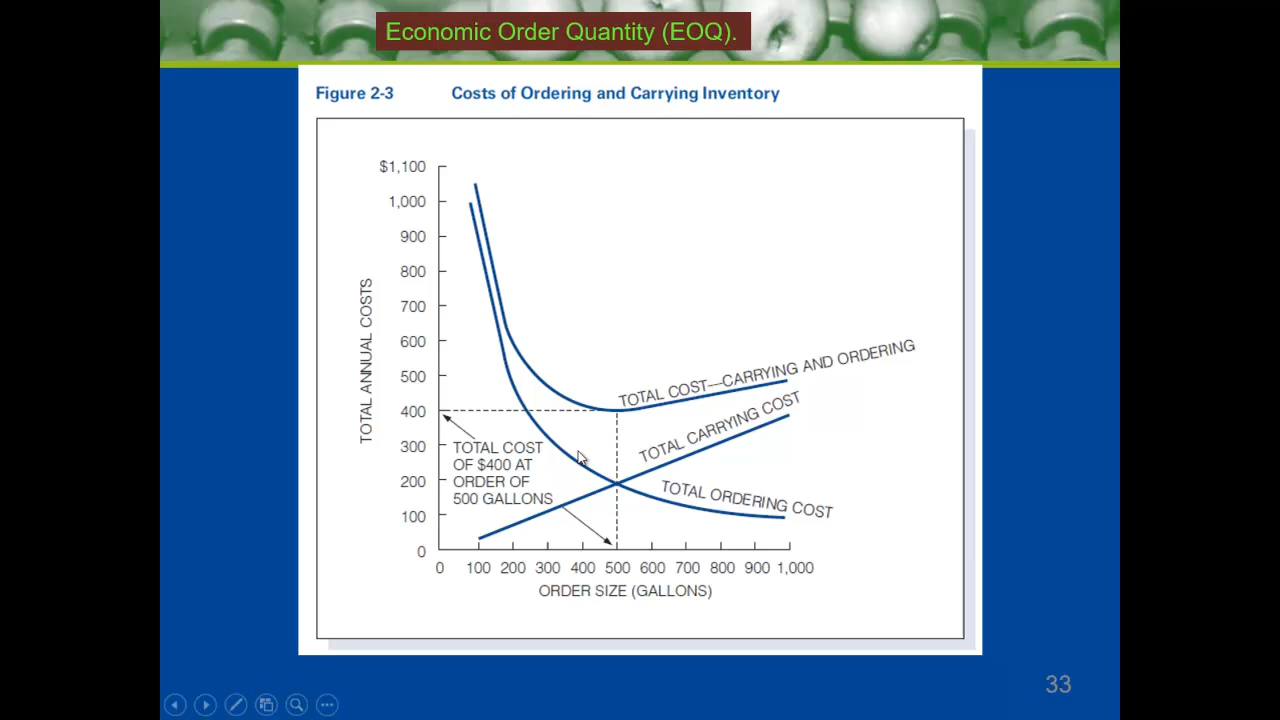 Economic Order Quantity (EOQ).
Figure 2-3 Costs of Ordering and Carrying Inventory
$1,100
1,000
900
800
700
600
500
400
300
200
100
0
TOTAL ANNUAL COSTS
TOTAL COST—CARRYING AND ORDERING
TOTAL CARRYING COST
TOTAL ORDERING COST
TOTAL COST
OF $400 AT
ORDER OF
500 GALLONS
0 100 200 300 400 500 600 700 800 900 1,000
ORDER SIZE (GALLONS)
33